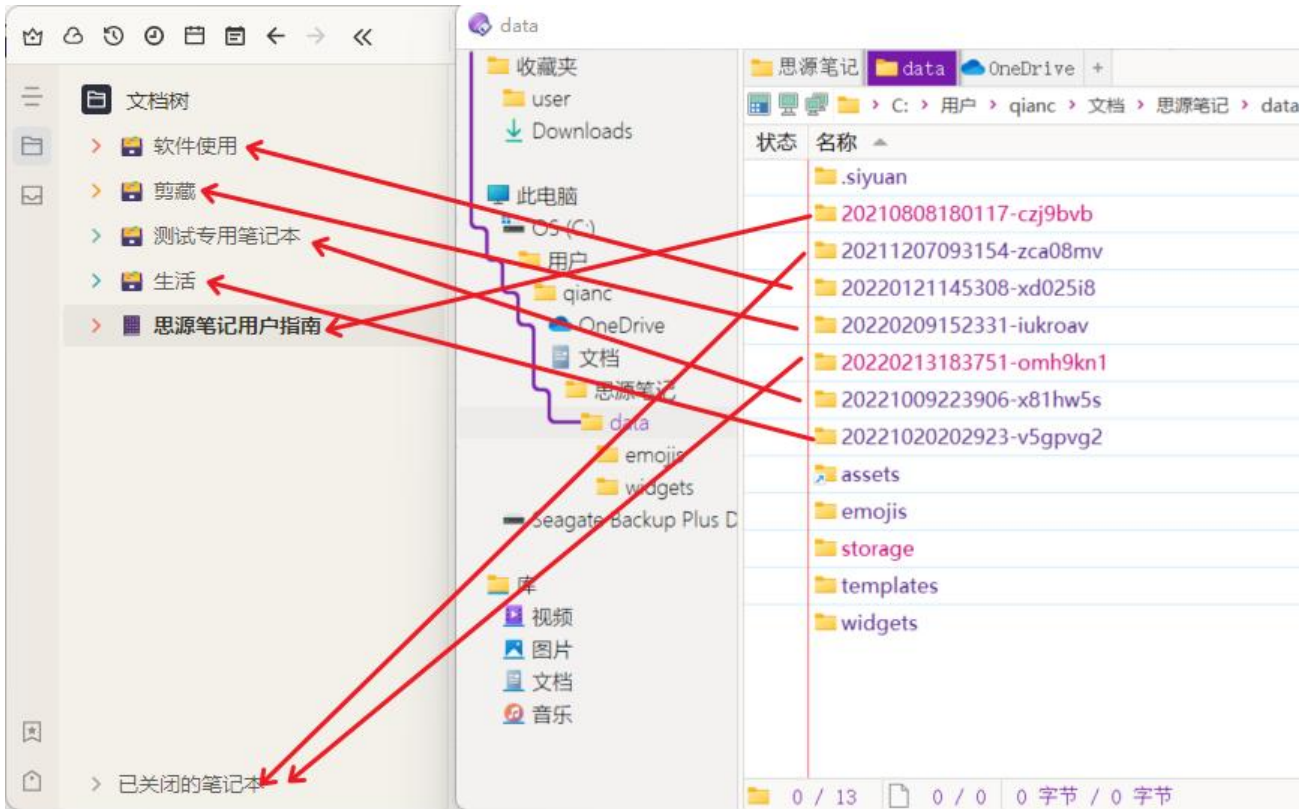 文档树
软件使用
剪藏
测试专用笔记本
生活
思源笔记用户指南
已关闭的笔记本
data
收藏夹
user
Downloads
此电脑
OS (C:)
用户
qianc
OneDrive
文档
思源笔记
data
emojis
widgets
Seagate Backup Plus D
库
视频
图片
文档
音乐
思源笔记 data OneDrive +
C: › 用户 › qianc › 文档 › 思源笔记 › data
状态 名称
.siyuan
20210808180117-czj9bvb
20211207093154-zca08mv
20220121145308-xd025i8
20220209152331-iukroav
20220213183751-omh9kn1
20221009223906-x81hw5s
20221020202923-v5gpvg2
assets
emojis
storage
templates
widgets
0 / 13 0 / 0 0 字节 / 0 字节